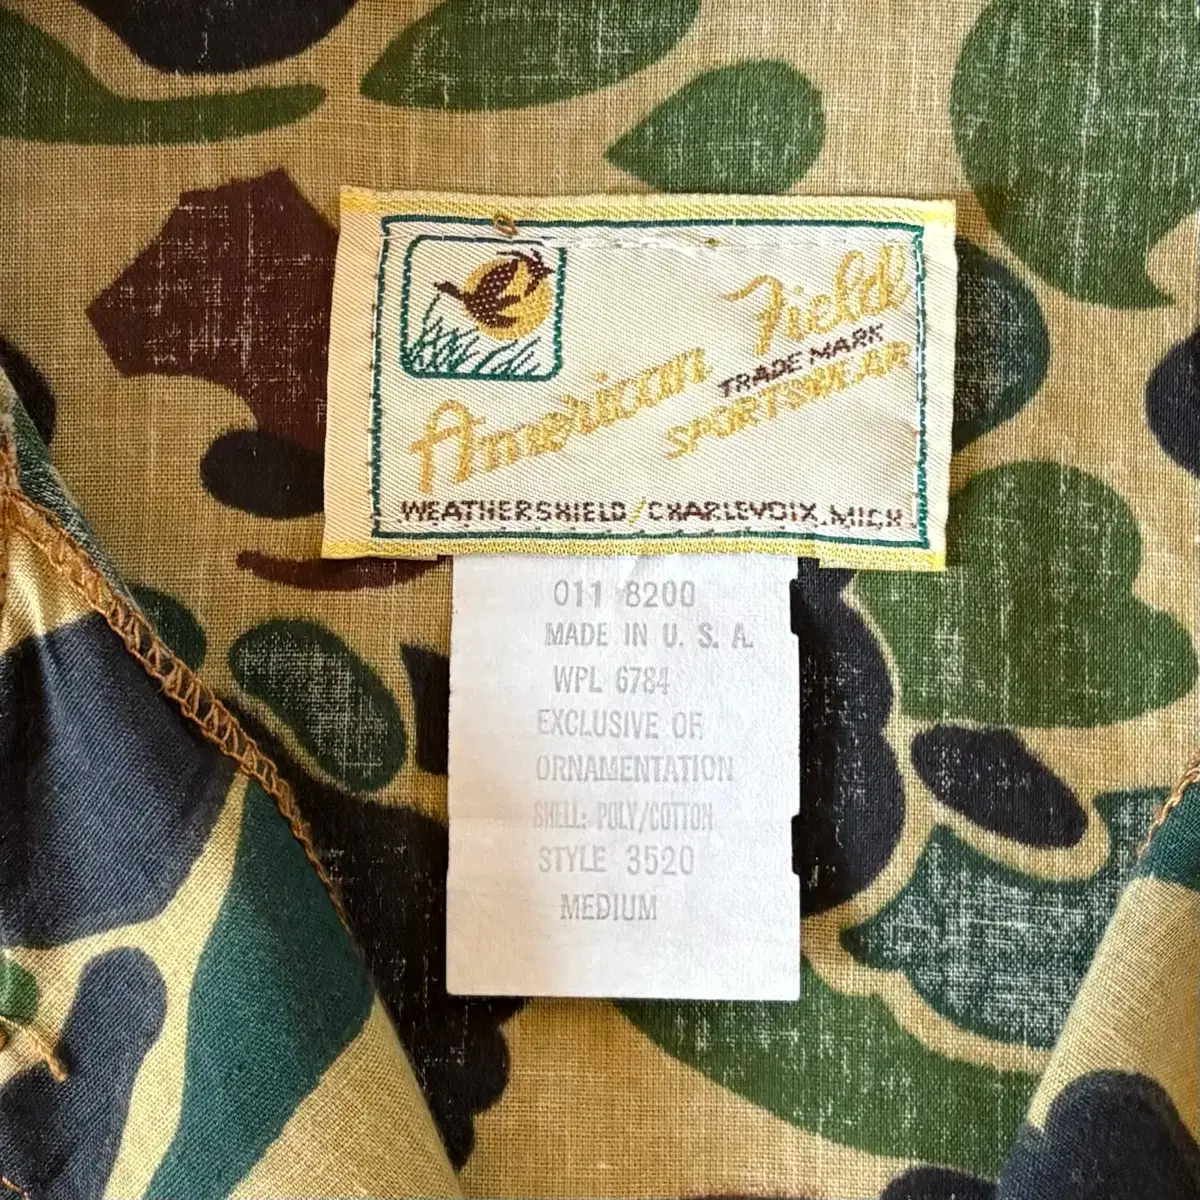 American Field
TRADE MARK
SPORTSWEAR
WEATHERSHIELD/CHARLEVOIX, MICH
011 8200
MADE IN U. S. A.
WPL 6784
EXCLUSIVE OF
ORNAMENTATION
SHELL: POLY/COTTON
STYLE 3520
MEDIUM